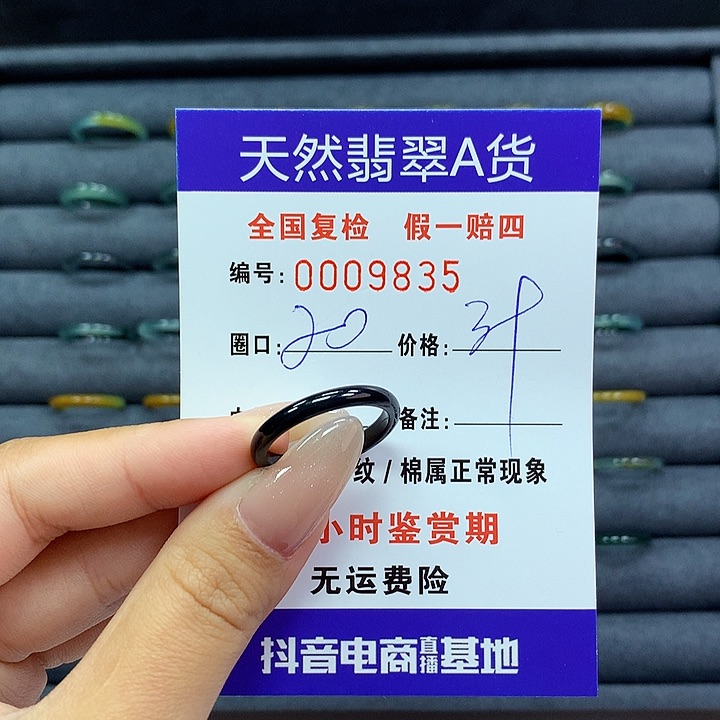 天然翡翠A货
全国复检 假一赔四
编号:0009835
圈口:20 价格:
备注:
纹/棉属正常现象
小时鉴赏期
无运费险
抖音电商直播基地